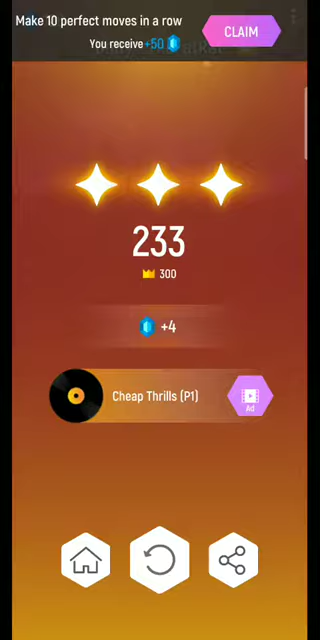 Make 10 perfect moves in a row
You receive +50
CLAIM
233
300
+4
Cheap Thrills (P1)
Ad